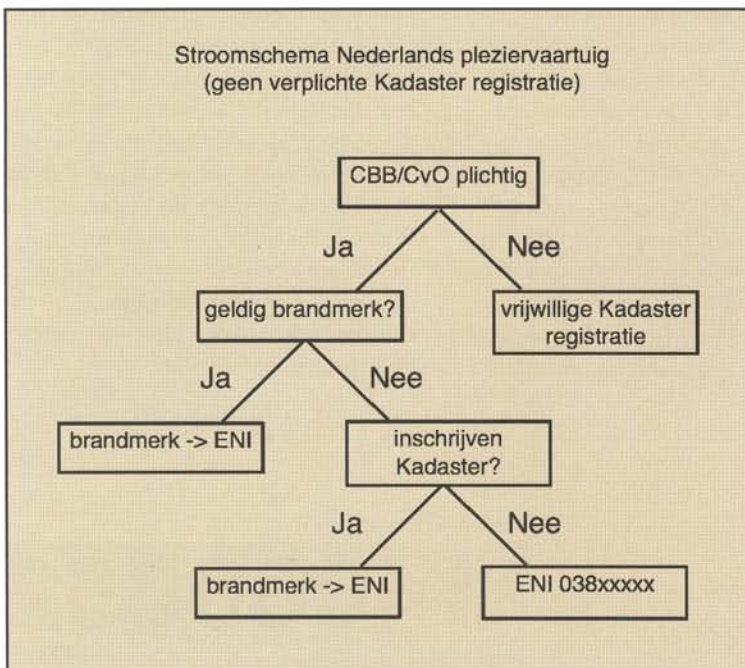 Stroomschema Nederlands pleziervaartuig
(geen verplichte Kadaster registratie)
CBB/CvO plichtig
Ja
Nee
geldig brandmerk?
vrijwillige Kadaster
registratie
Ja
Nee
brandmerk -> ENI
inschrijven
Kadaster?
Ja
Nee
brandmerk -> ENI
ENI 038xxxxx